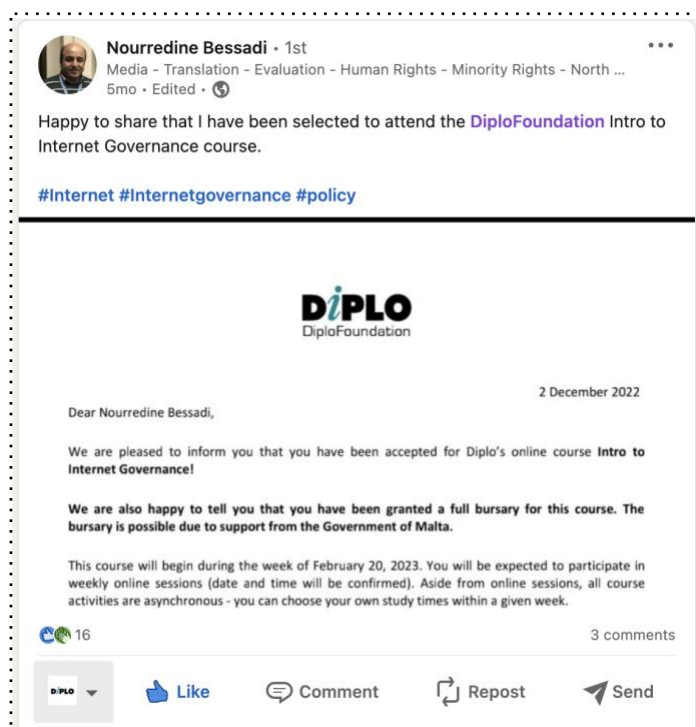 Nourredine Bessadi • 1st
Media - Translation - Evaluation - Human Rights - Minority Rights - North ...
5mo • Edited •
Happy to share that I have been selected to attend the DiploFoundation Intro to
Internet Governance course.
#Internet #Internetgovernance #policy
DiPLO
DiploFoundation
2 December 2022
Dear Nourredine Bessadi,
We are pleased to inform you that you have been accepted for Diplo's online course Intro to
Internet Governance!
We are also happy to tell you that you have been granted a full bursary for this course. The
bursary is possible due to support from the Government of Malta.
This course will begin during the week of February 20, 2023. You will be expected to participate in
weekly online sessions (date and time will be confirmed). Aside from online sessions, all course
activities are asynchronous - you can choose your own study times within a given week.
16
3 comments
DiPLO
Like
Comment
Repost
Send